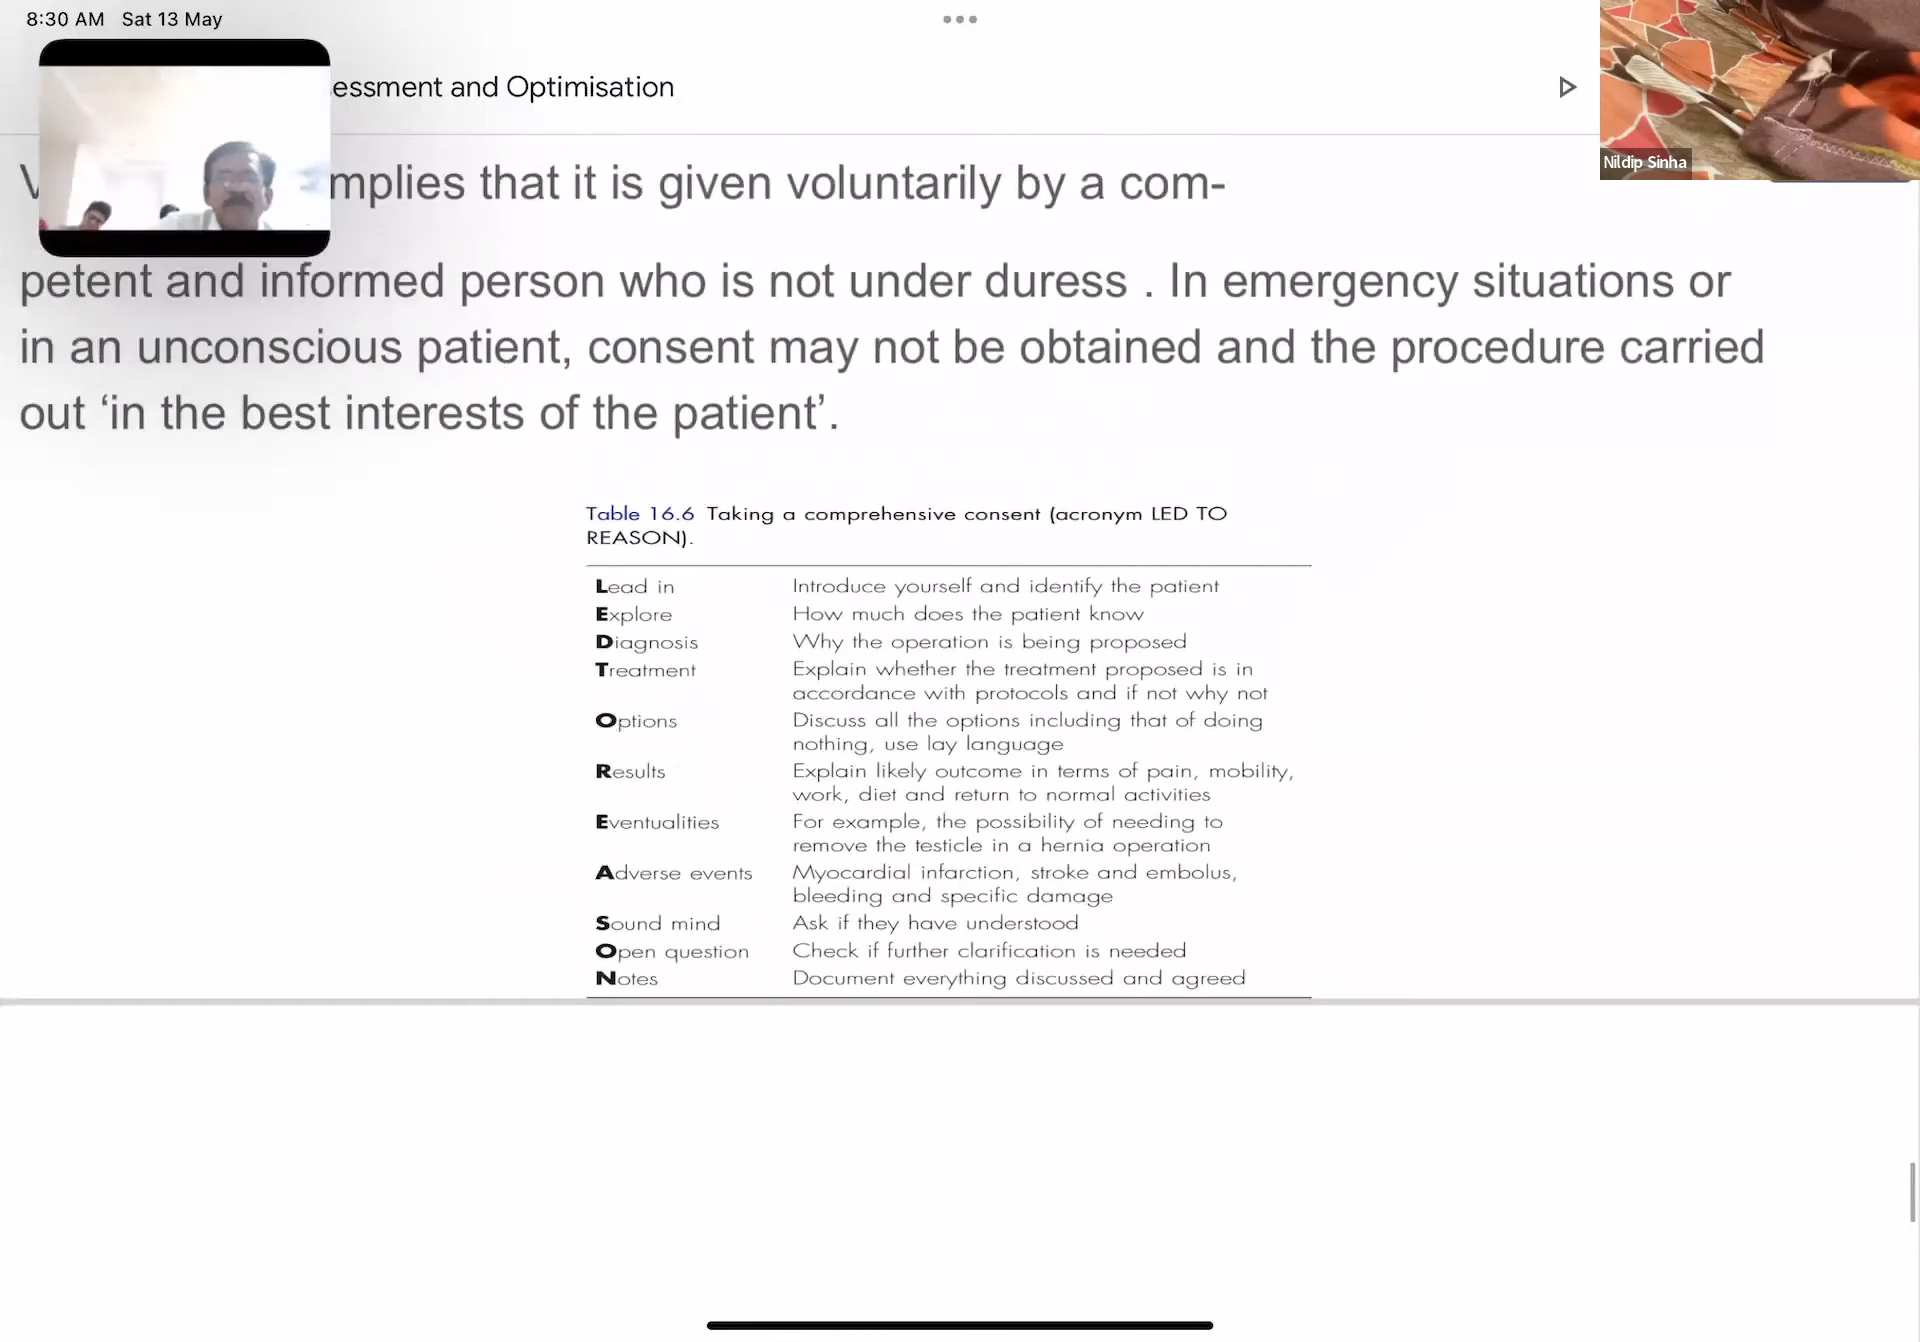 8:30 AM Sat 13 May
essment and Optimisation
Nildip Sinha
mplies that it is given voluntarily by a com-
petent and informed person who is not under duress . In emergency situations or
in an unconscious patient, consent may not be obtained and the procedure carried
out ‘in the best interests of the patient’.
Table 16.6 Taking a comprehensive consent (acronym LED TO
REASON).
Lead in Introduce yourself and identify the patient
Explore How much does the patient know
Diagnosis Why the operation is being proposed
Treatment Explain whether the treatment proposed is in
accordance with protocols and if not why not
Options Discuss all the options including that of doing
nothing, use lay language
Results Explain likely outcome in terms of pain, mobility,
work, diet and return to normal activities
Eventualities For example, the possibility of needing to
remove the testicle in a hernia operation
Adverse events Myocardial infarction, stroke and embolus,
bleeding and specific damage
Sound mind Ask if they have understood
Open question Check if further clarification is needed
Notes Document everything discussed and agreed